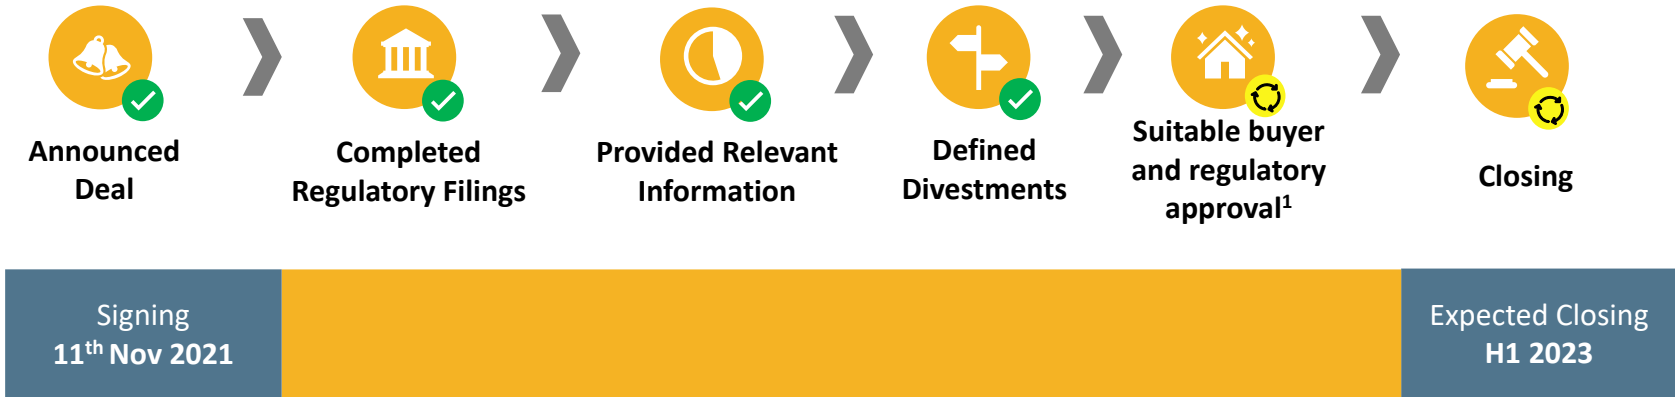 Announced
Deal
Completed
Regulatory Filings
Provided Relevant
Information
Defined
Divestments
Suitable buyer
and regulatory
approval¹
Closing
Signing
11th Nov 2021
Expected Closing
H1 2023